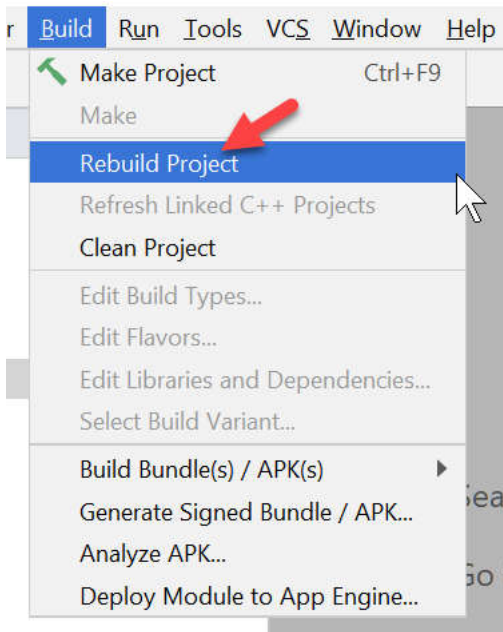 r Build Run Tools VCS Window Help
Make Project Ctrl+F9
Make
Rebuild Project
Refresh Linked C++ Projects
Clean Project
Edit Build Types...
Edit Flavors...
Edit Libraries and Dependencies...
Select Build Variant...
Build Bundle(s) / APK(s)
Generate Signed Bundle / APK...
Analyze APK...
Deploy Module to App Engine...
Sea
Go